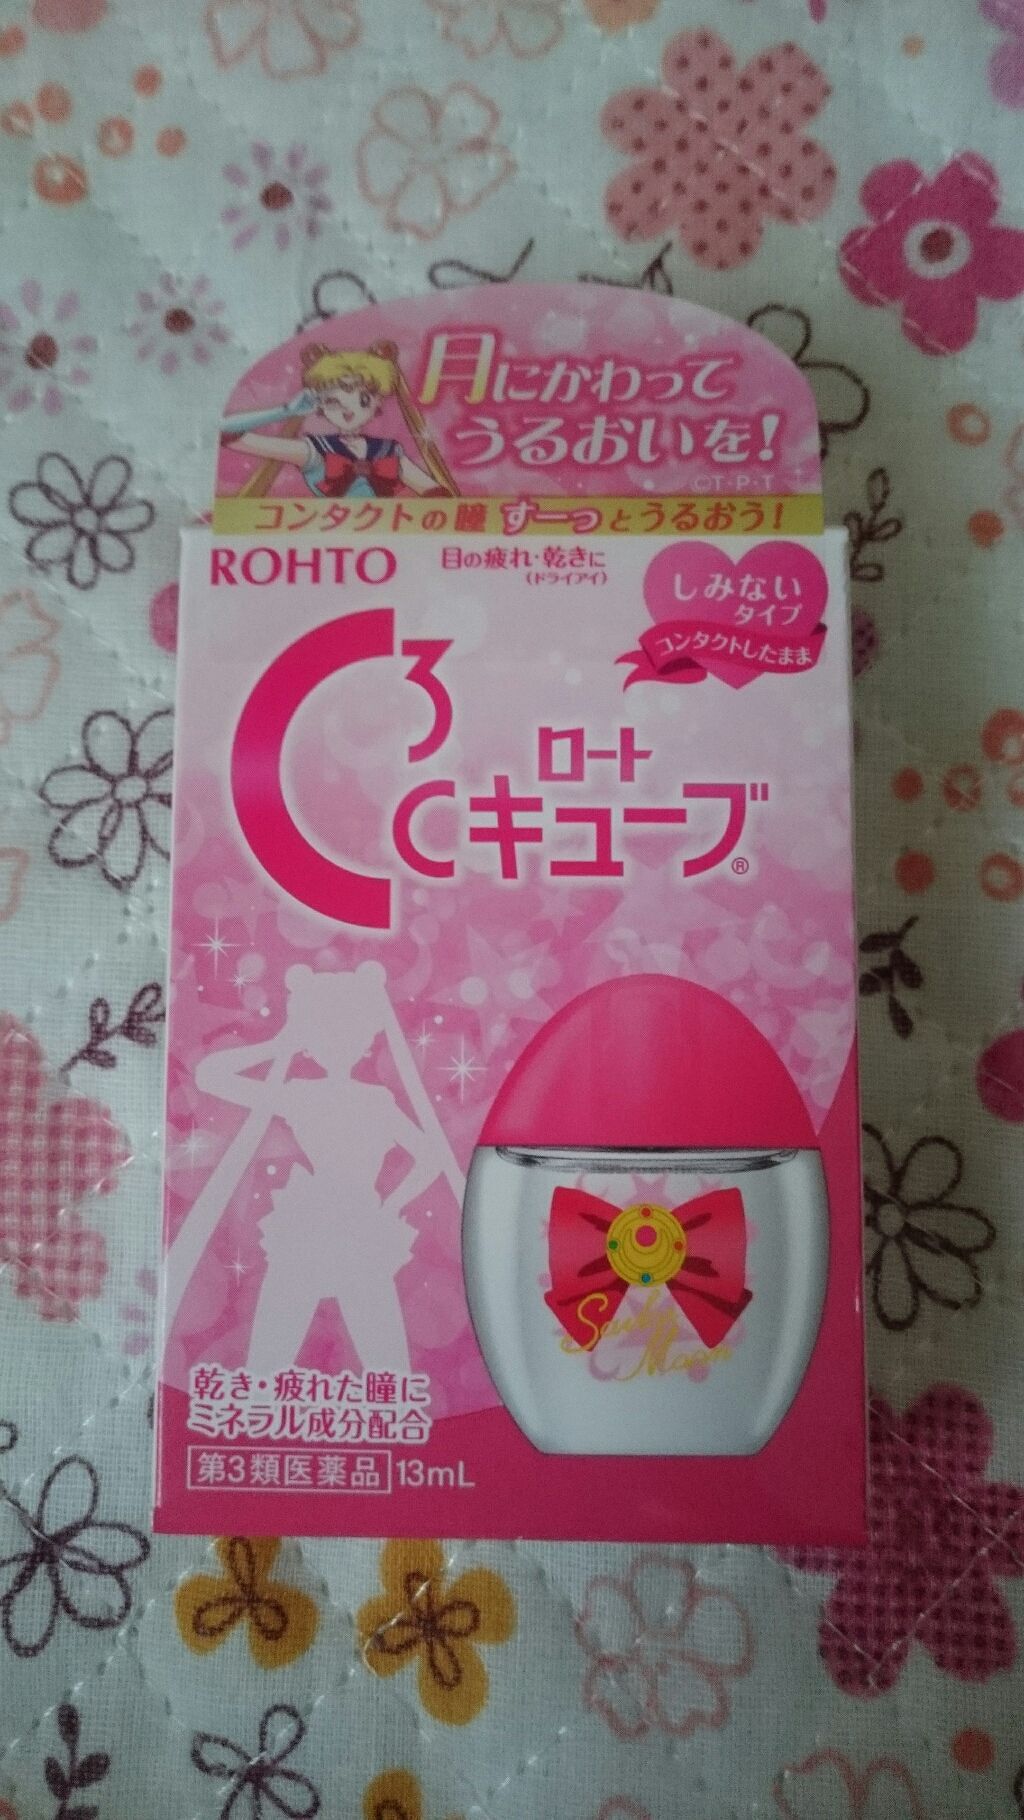 月にかわって
うるおいを!
©T・P・T
コンタクトの瞳 すーっとうるおう!
ROHTO
目の疲れ・乾きに
(ドライアイ)
しみない
タイプ
コンタクトしたまま
C3
ロート
Cキューブ®
Sailor
Moon
乾き・疲れた瞳に
ミネラル成分配合
第3類医薬品 13mL